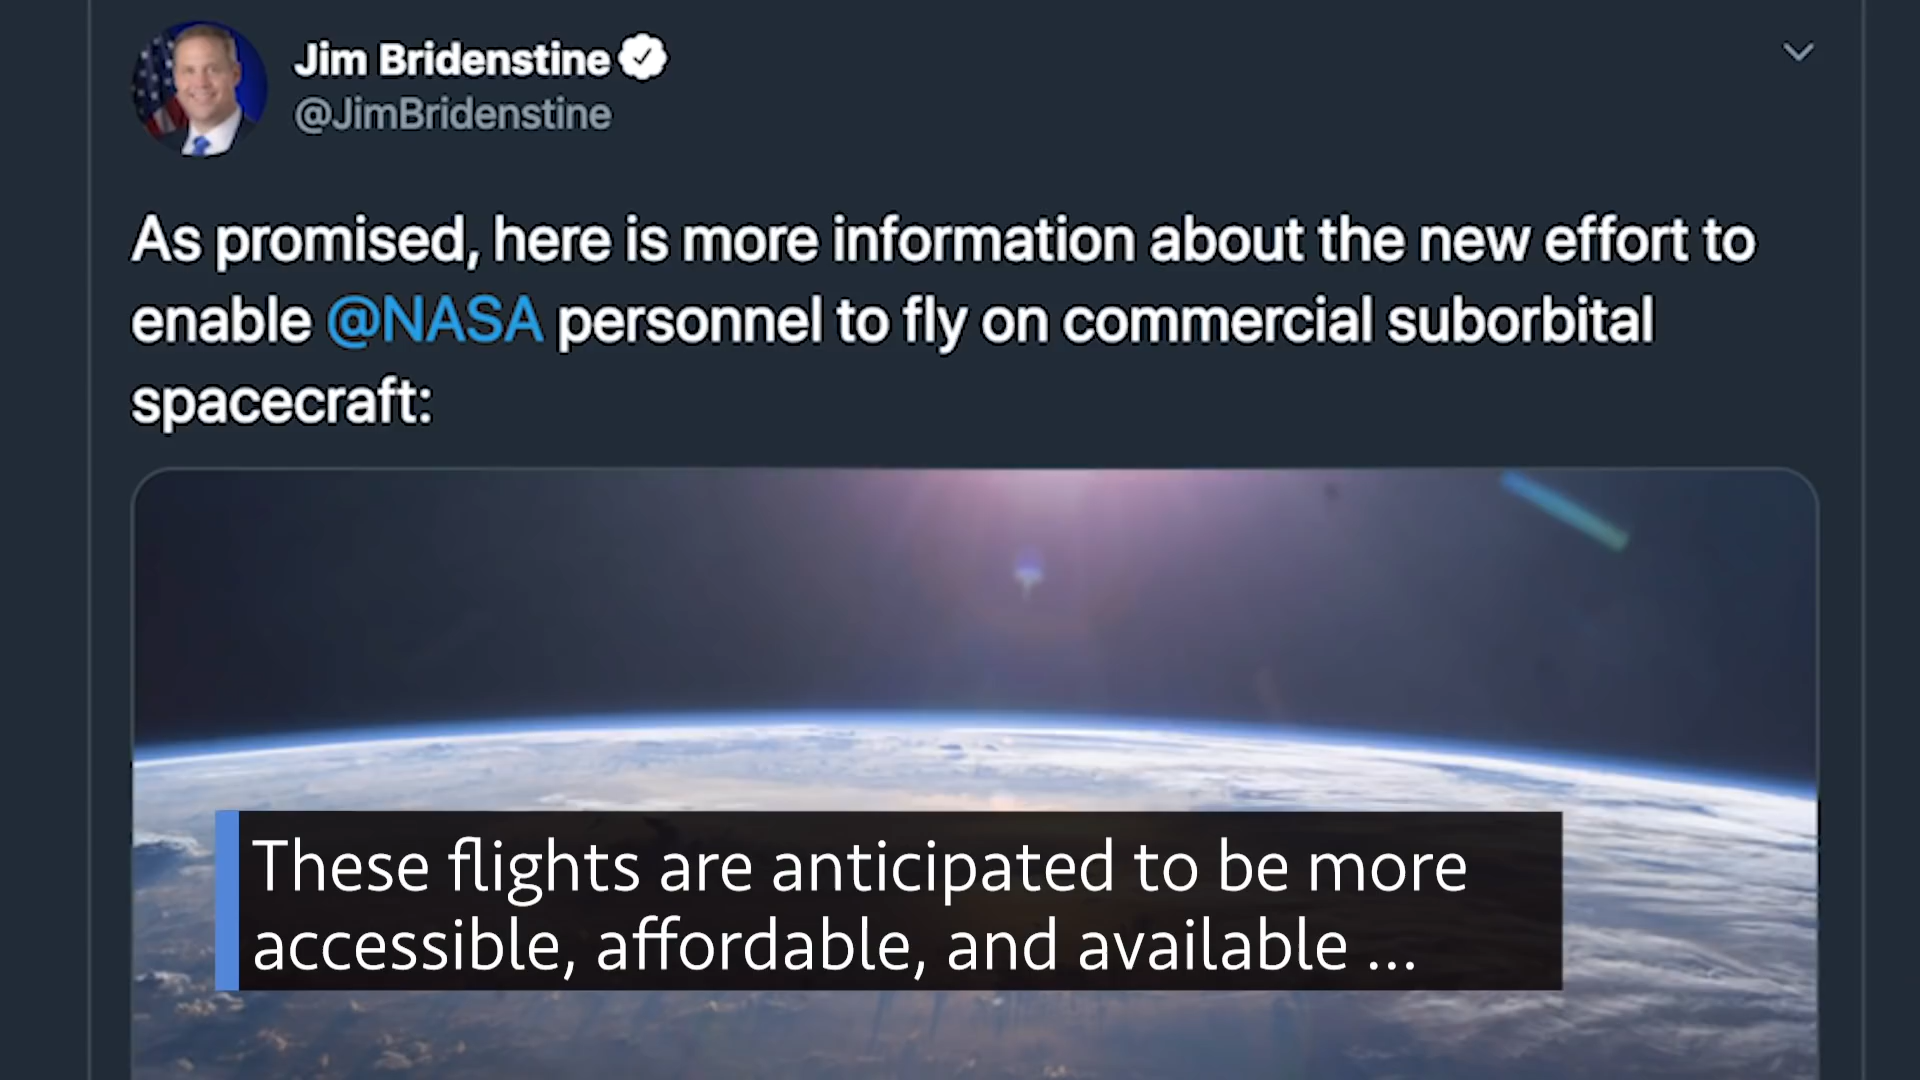 Jim Bridenstine
@JimBridenstine
As promised, here is more information about the new effort to
enable @NASA personnel to fly on commercial suborbital
spacecraft:
These flights are anticipated to be more
accessible, affordable, and available ...